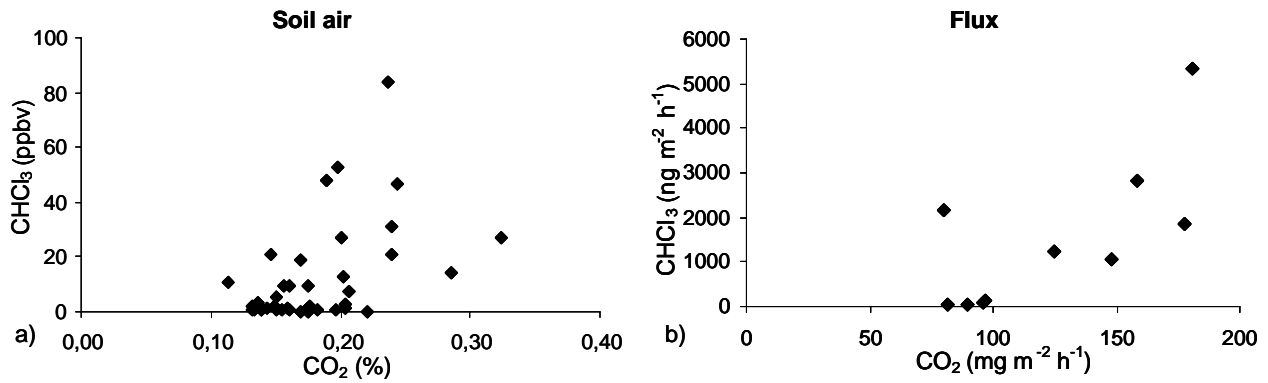 Soil air
CHCl₃ (ppbv)
100
80
60
40
20
0
0,00 0,10 0,20 0,30 0,40
CO₂ (%)
a)
Flux
CHCl₃ (ng m⁻² h⁻¹)
6000
5000
4000
3000
2000
1000
0
0 50 100 150 200
CO₂ (mg m⁻² h⁻¹)
b)